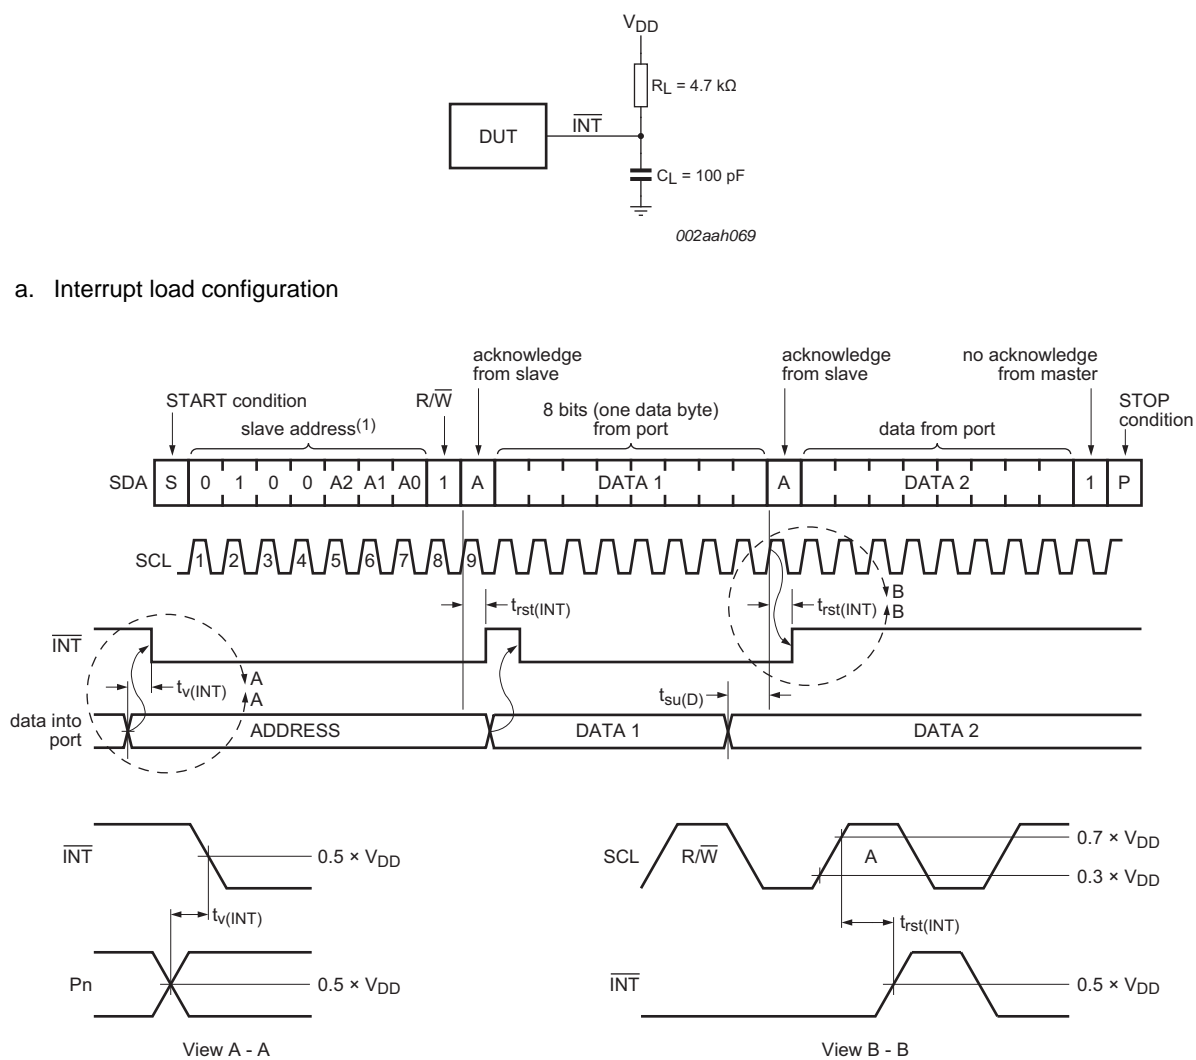 VDD
RL = 4.7 kΩ
DUT
INT
CL = 100 pF
002aah069
a. Interrupt load configuration
acknowledge from slave
acknowledge from slave
no acknowledge from master
START condition
R/W
8 bits (one data byte) from port
STOP condition
slave address(1)
data from port
SDA S 0 1 0 0 A2 A1 A0 1 A DATA 1 A DATA 2 1 P
SCL 1 2 3 4 5 6 7 8 9
trst(INT)
trst(INT)
B
B
INT
tv(INT)
A
A
tsu(D)
data into port
ADDRESS
DATA 1
DATA 2
INT
0.5 × VDD
tv(INT)
Pn
0.5 × VDD
View A - A
SCL
R/W
A
0.7 × VDD
0.3 × VDD
trst(INT)
INT
0.5 × VDD
View B - B